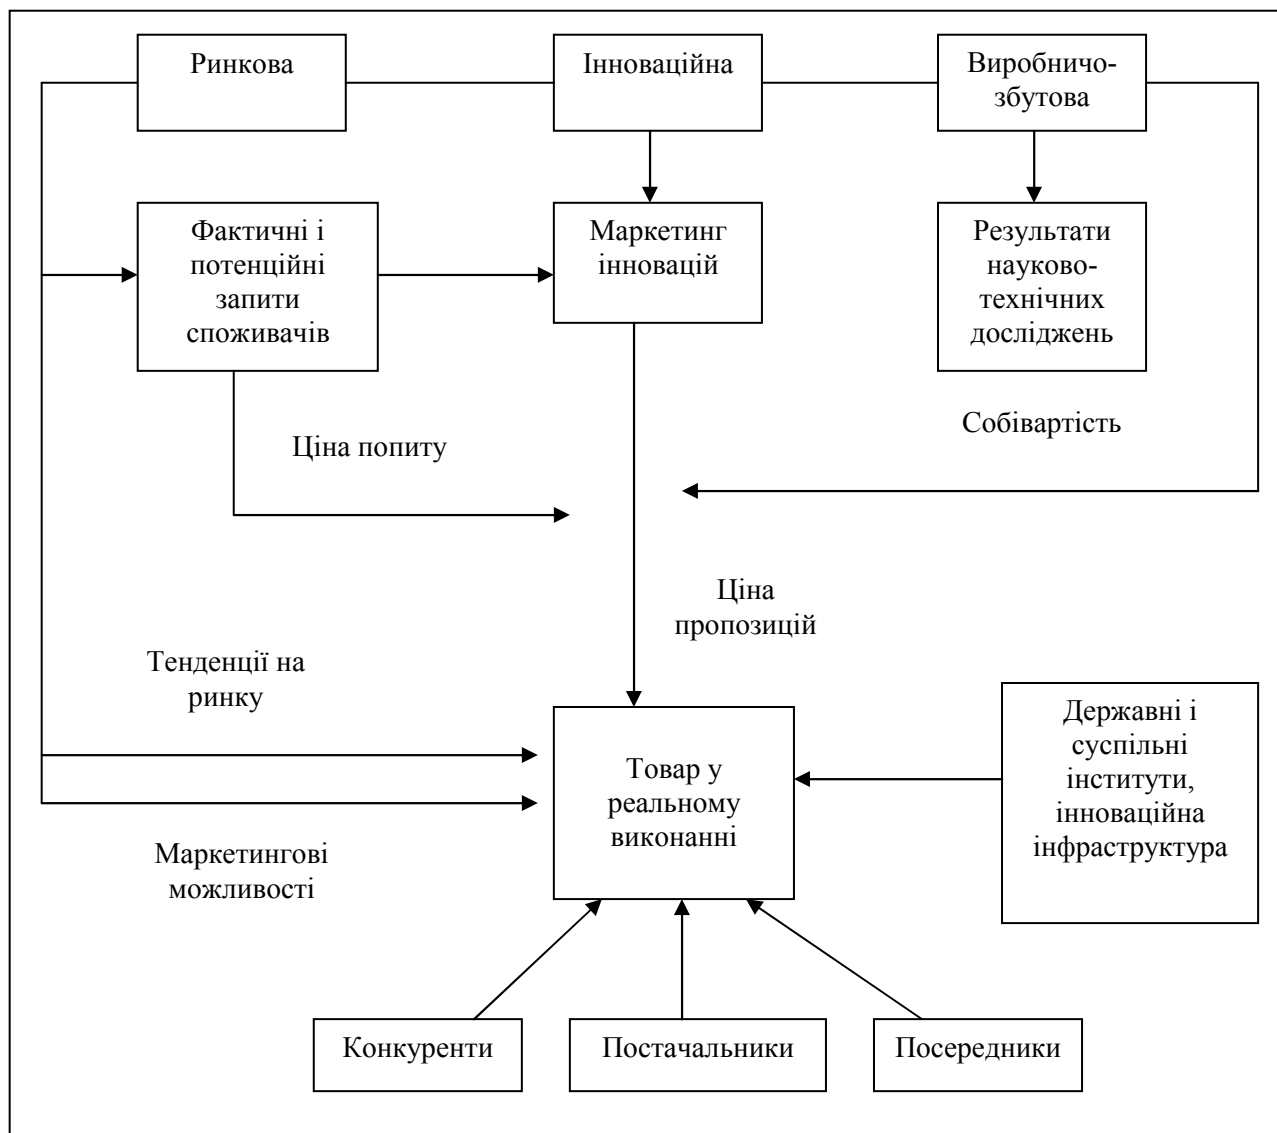 Ринкова
Інноваційна
Виробничо-
збутова
Фактичні і
потенційні
запити
споживачів
Маркетинг
інновацій
Результати
науково-
технічних
досліджень
Ціна попиту
Собівартість
Ціна
пропозицій
Тенденції на
ринку
Товар у
реальному
виконанні
Державні і
суспільні
інститути,
інноваційна
інфраструктура
Маркетингові
можливості
Конкуренти
Постачальники
Посередники